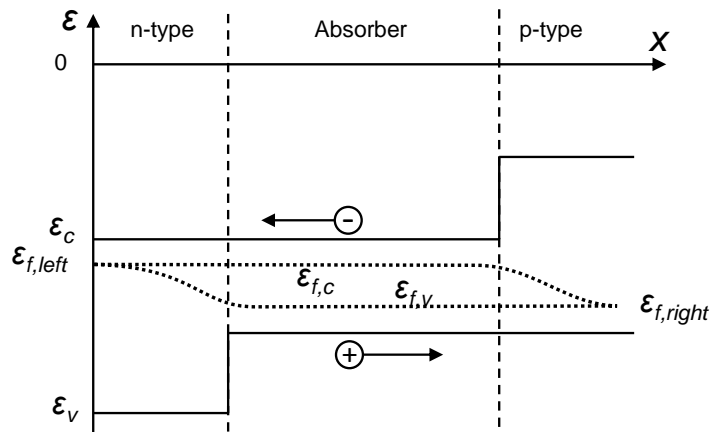 ε n-type Absorber p-type x
0
−
ε_c
ε_f,left
ε_f,c ε_f,v
ε_f,right
+
ε_v